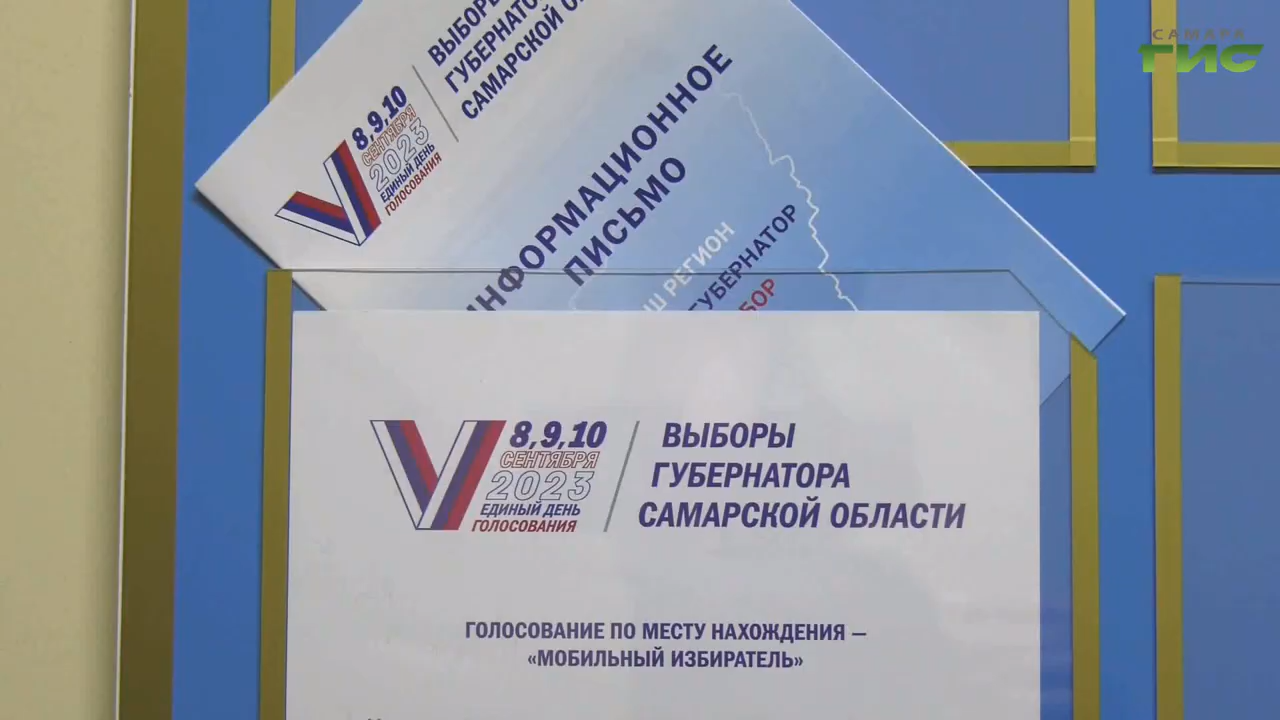 САМАРА
ГИС
ВЫБОРЫ
ГУБЕРНАТОРА
САМАРСКОЙ
8, 9, 10
СЕНТЯБРЯ
2023
ЕДИНЫЙ ДЕНЬ
ГОЛОСОВАНИЯ
ИНФОРМАЦИОННОЕ
ПИСЬМО
РЕГИОН
ГУБЕРНАТОР
8, 9, 10
СЕНТЯБРЯ
2023
ЕДИНЫЙ ДЕНЬ
ГОЛОСОВАНИЯ
ВЫБОРЫ
ГУБЕРНАТОРА
САМАРСКОЙ ОБЛАСТИ
ГОЛОСОВАНИЕ ПО МЕСТУ НАХОЖДЕНИЯ —
«МОБИЛЬНЫЙ ИЗБИРАТЕЛЬ»